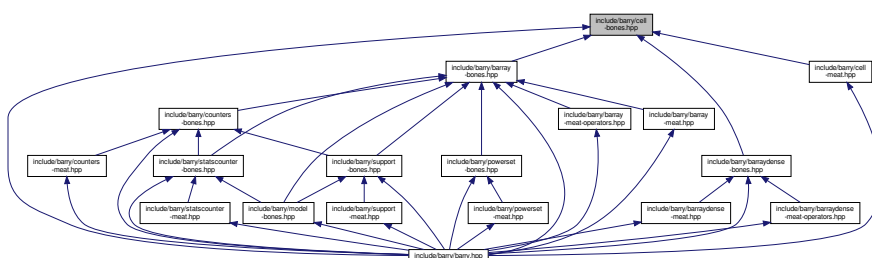 include/barry/cell
-bones.hpp
include/barry/barray
-bones.hpp
include/barry/cell
-meat.hpp
include/barry/counters
-bones.hpp
include/barry/barray
-meat-operators.hpp
include/barry/barray
-meat.hpp
include/barry/counters
-meat.hpp
include/barry/statscounter
-bones.hpp
include/barry/support
-bones.hpp
include/barry/powerset
-bones.hpp
include/barry/barraydense
-bones.hpp
include/barry/statscounter
-meat.hpp
include/barry/model
-bones.hpp
include/barry/support
-meat.hpp
include/barry/powerset
-meat.hpp
include/barry/barraydense
-meat.hpp
include/barry/barraydense
-meat-operators.hpp
include/barry/barry.hpp